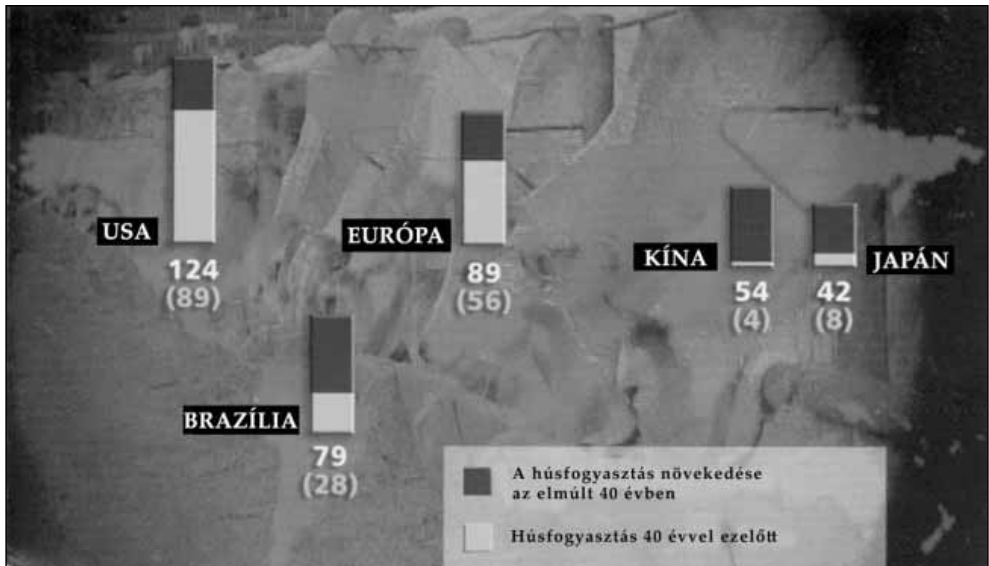 USA
124
(89)
EURÓPA
89
(56)
KÍNA
54
(4)
42
(8)
JAPÁN
BRAZÍLIA
79
(28)
A húsfogyasztás növekedése
az elmúlt 40 évben
Húsfogyasztás 40 évvel ezelőtt